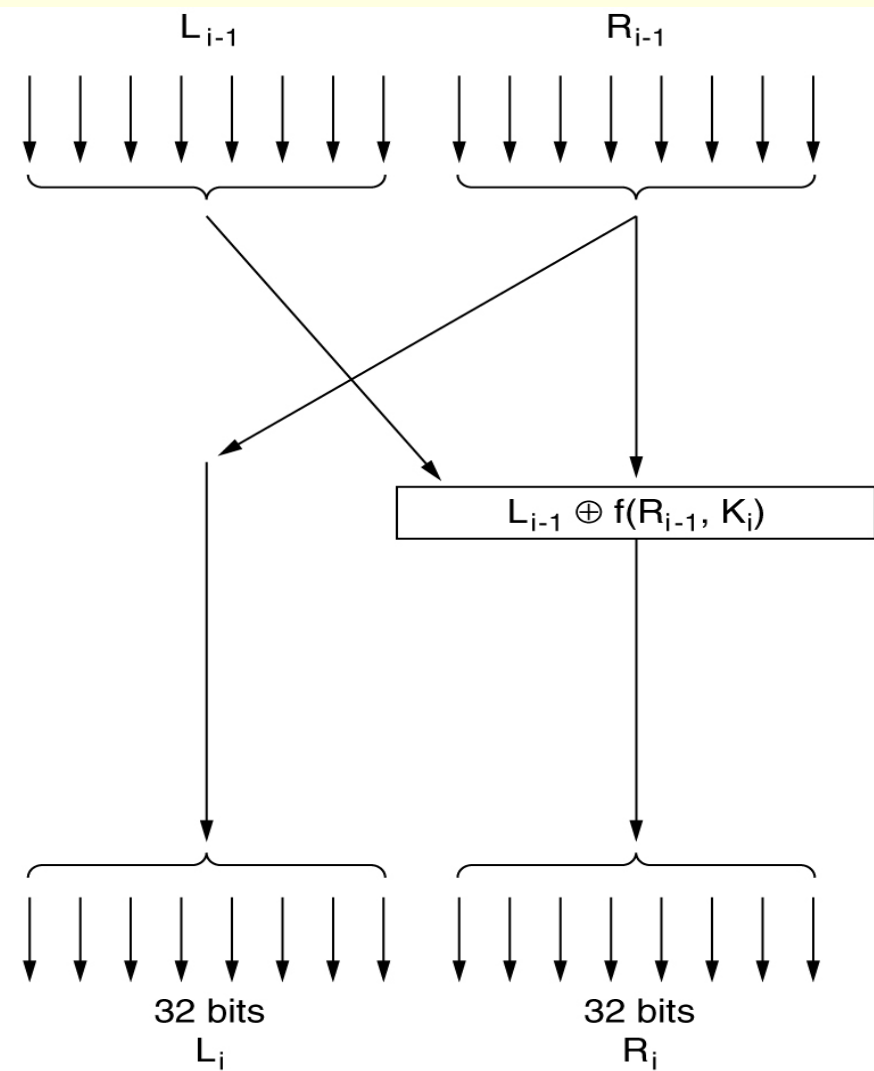 L i-1
R i-1
L i-1 ⊕ f(R i-1, K i)
32 bits
L i
32 bits
R i